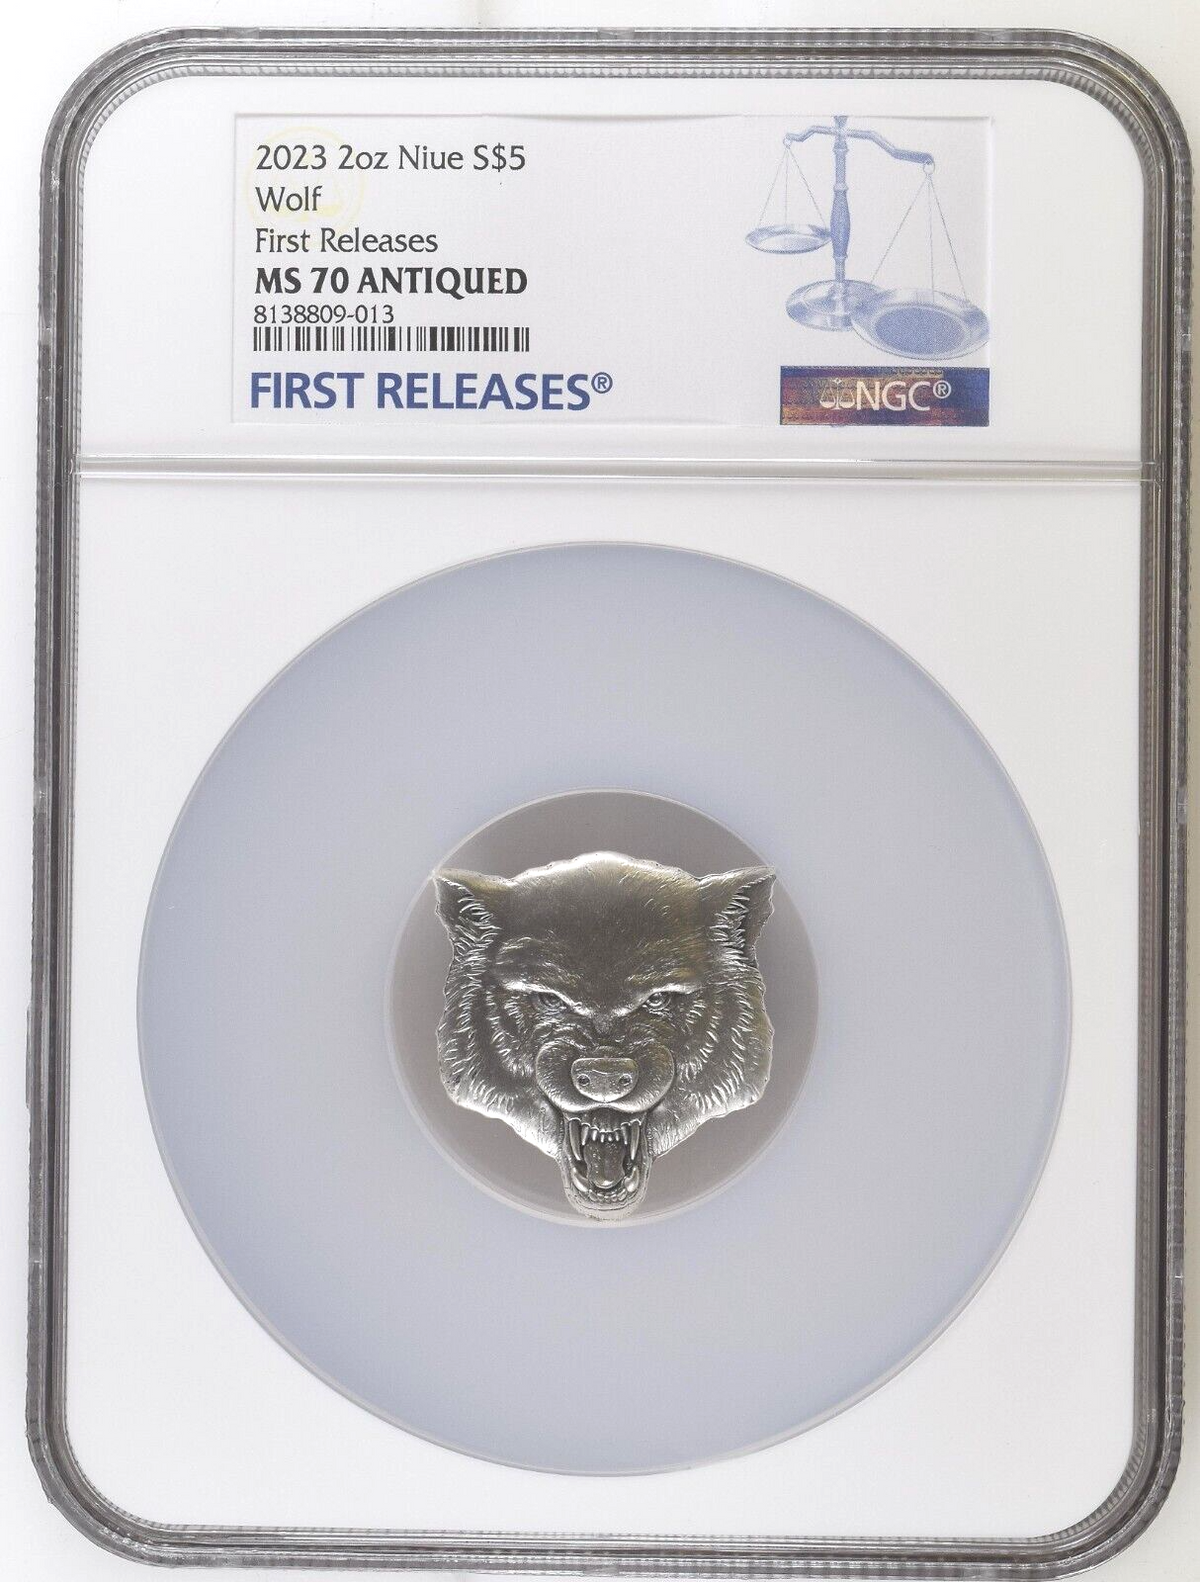 2023 2oz Niue S$5
Wolf
First Releases
MS 70 ANTIQUED
8138809-013
FIRST RELEASES®
NGC®